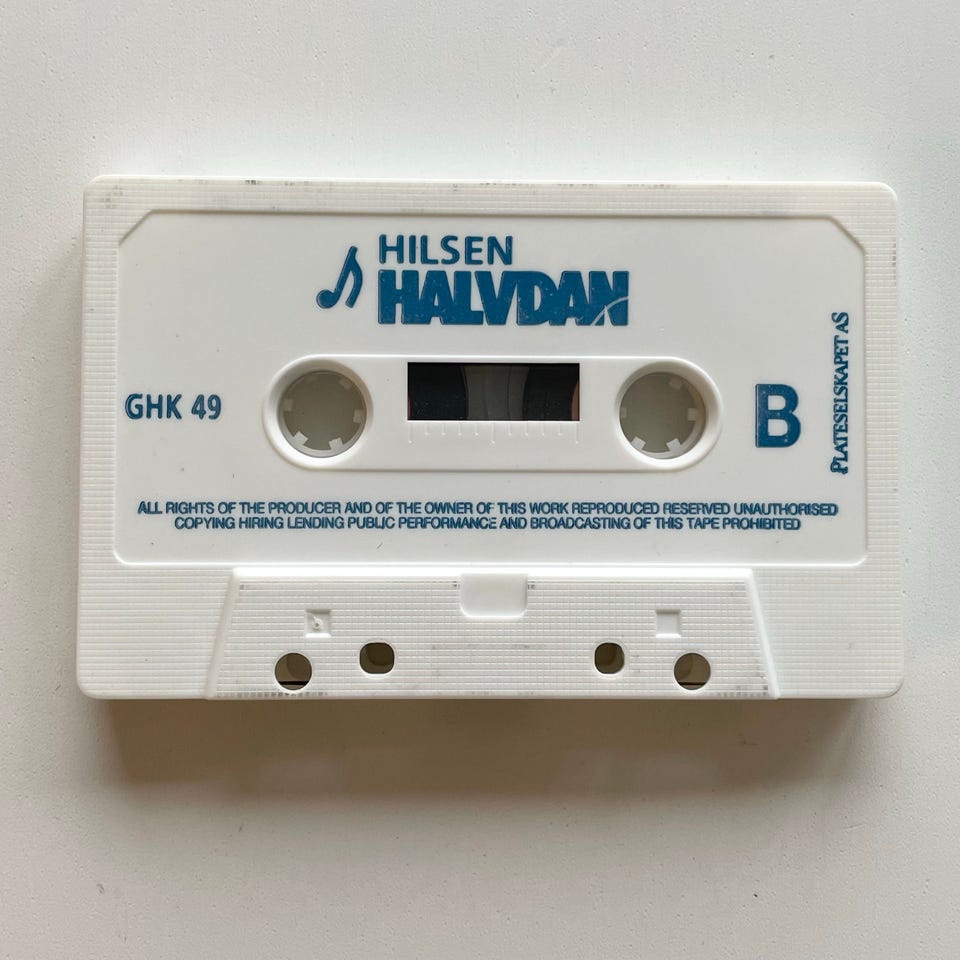 HILSEN
HALVDAN
GHK 49
B
PLATESELSKAPET AS
ALL RIGHTS OF THE PRODUCER AND OF THE OWNER OF THIS WORK REPRODUCED RESERVED UNAUTHORISED
COPYING HIRING LENDING PUBLIC PERFORMANCE AND BROADCASTING OF THIS TAPE PROHIBITED